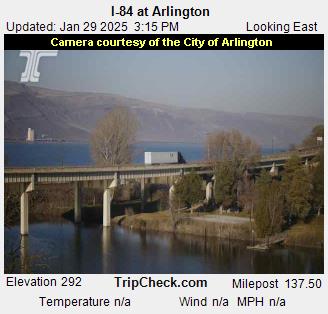 I-84 at Arlington
Updated: Jan 29 2025 3:15 PM Looking East
Camera courtesy of the City of Arlington
Elevation 292 TripCheck.com Milepost 137.50
Temperature n/a Wind n/a MPH n/a